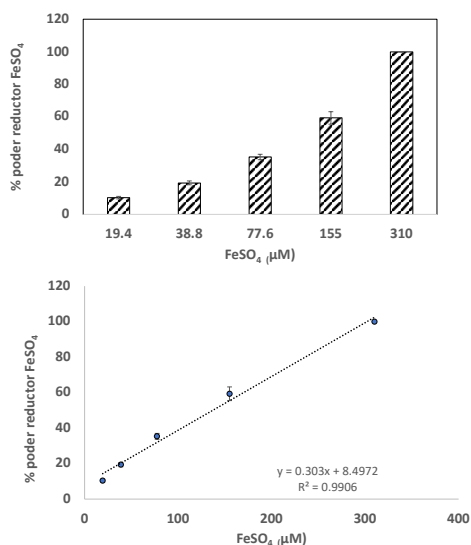 % poder reductor FeSO₄
120
100
80
60
40
20
0
19.4 38.8 77.6 155 310
FeSO₄ (µM)
% poder reductor FeSO₄
120
100
80
60
40
20
0
y = 0.303x + 8.4972
R² = 0.9906
0 100 200 300 400
FeSO₄ (µM)